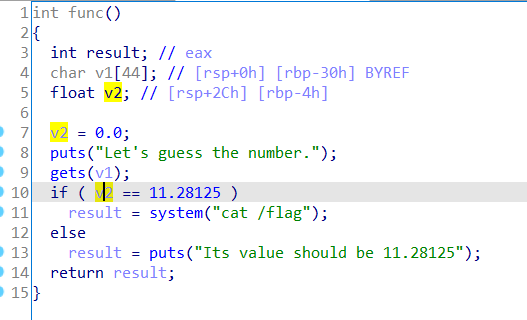 1 int func()
2 {
3 int result; // eax
4 char v1[44]; // [rsp+0h] [rbp-30h] BYREF
5 float v2; // [rsp+2Ch] [rbp-4h]
6
7 v2 = 0.0;
8 puts("Let's guess the number.");
9 gets(v1);
10 if ( v2 == 11.28125 )
11 result = system("cat /flag");
12 else
13 result = puts("Its value should be 11.28125");
14 return result;
15 }